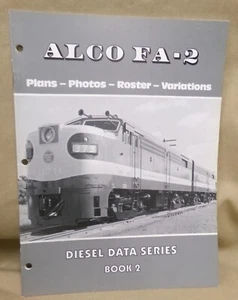 ALCO FA-2
Plans – Photos – Roster – Variations
DIESEL DATA SERIES
BOOK 2